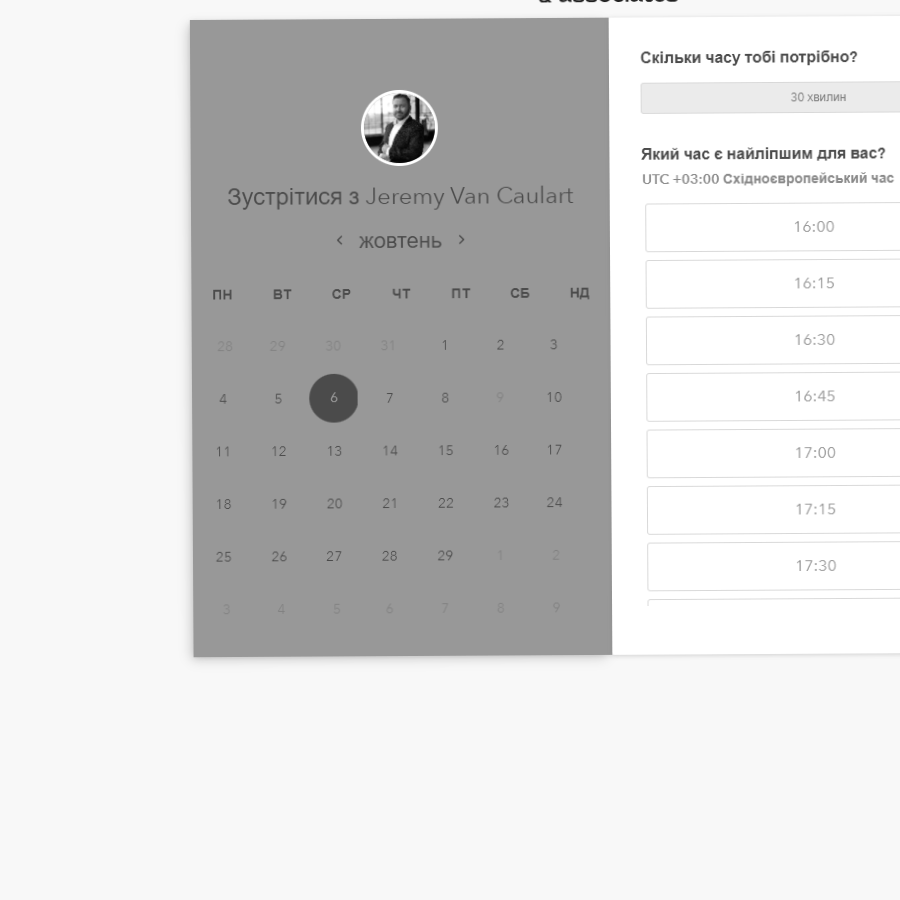 & associates
Зустрітися з Jeremy Van Caulart
‹ жовтень ›
ПН ВТ СР ЧТ ПТ СБ НД
28 29 30 31 1 2 3
4 5 6 7 8 9 10
11 12 13 14 15 16 17
18 19 20 21 22 23 24
25 26 27 28 29 1 2
3 4 5 6 7 8 9
Скільки часу тобі потрібно?
30 хвилин
Який час є найліпшим для вас?
UTC +03:00 Східноєвропейський час
16:00
16:15
16:30
16:45
17:00
17:15
17:30